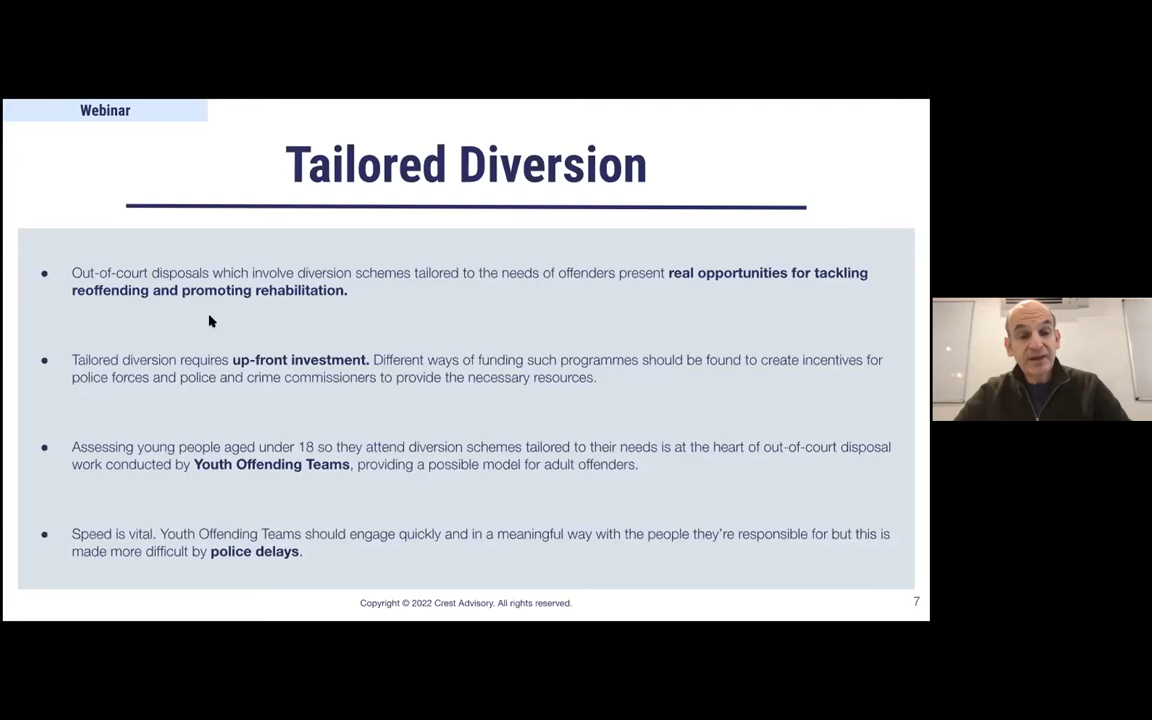 Webinar
Tailored Diversion
● Out-of-court disposals which involve diversion schemes tailored to the needs of offenders present real opportunities for tackling
reoffending and promoting rehabilitation.
● Tailored diversion requires up-front investment. Different ways of funding such programmes should be found to create incentives for
police forces and police and crime commissioners to provide the necessary resources.
● Assessing young people aged under 18 so they attend diversion schemes tailored to their needs is at the heart of out-of-court disposal
work conducted by Youth Offending Teams, providing a possible model for adult offenders.
● Speed is vital. Youth Offending Teams should engage quickly and in a meaningful way with the people they're responsible for but this is
made more difficult by police delays.
Copyright © 2022 Crest Advisory. All rights reserved.
7